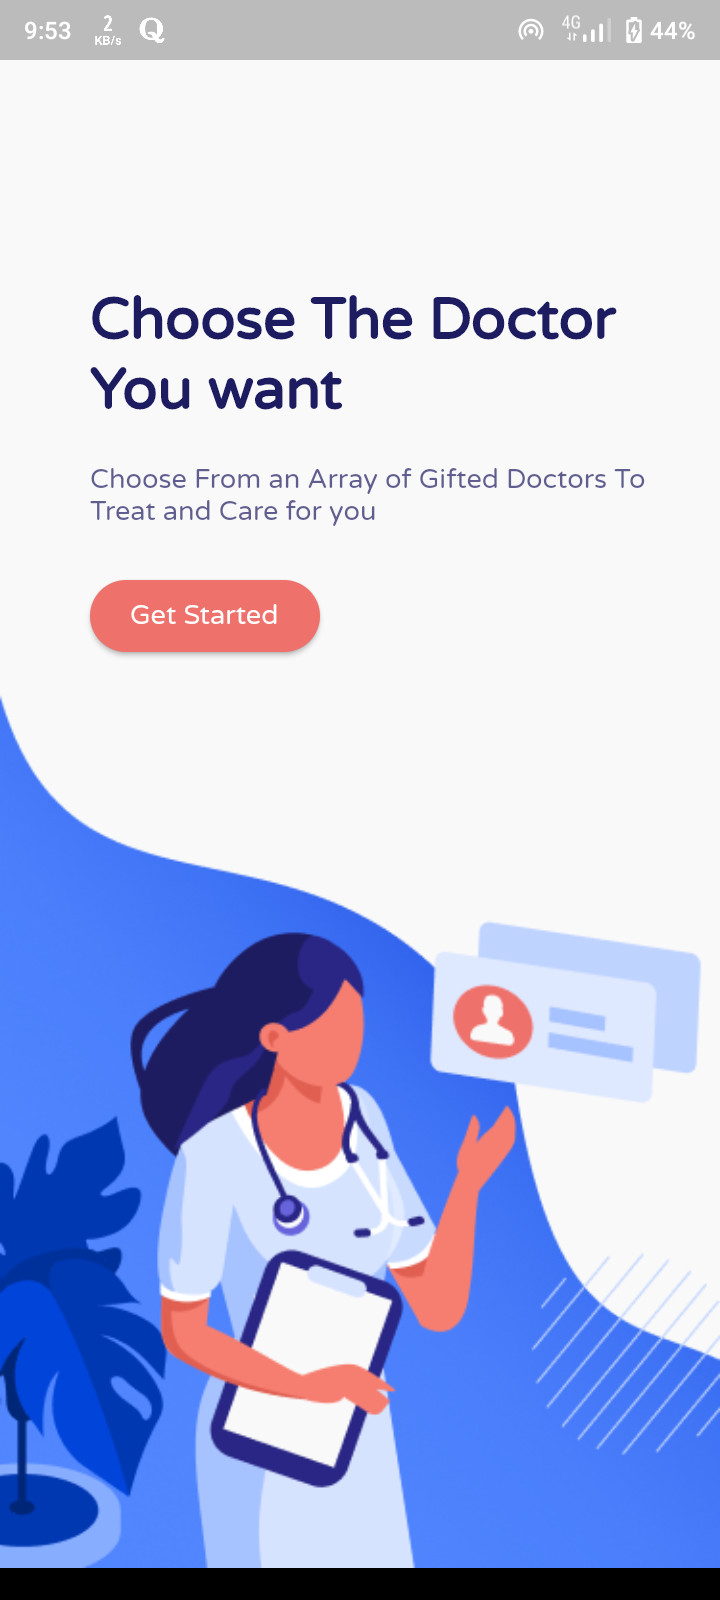 9:53 2 KB/s Q 4G 44%
Choose The Doctor
You want
Choose From an Array of Gifted Doctors To
Treat and Care for you
Get Started